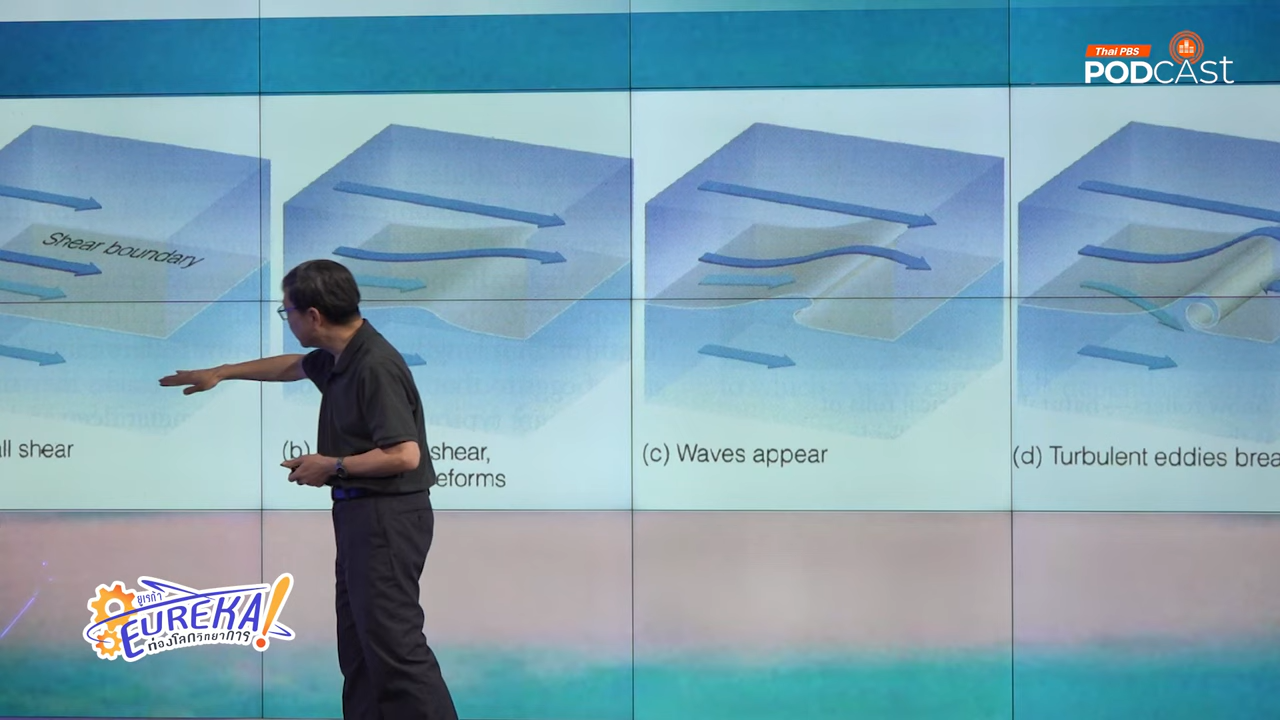 Thai PBS
PODCAST
Shear boundary
ll shear
(b) shear,
eforms
(c) Waves appear
(d) Turbulent eddies brea
ยูเรก้า
EUREKA!
ท่องโลกวิทยาการ